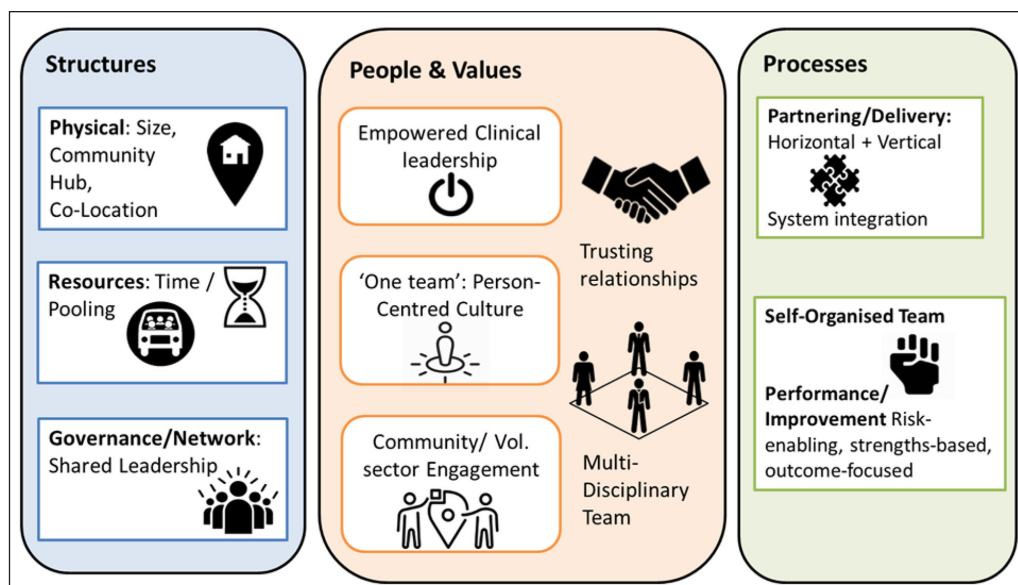 Structures
Physical: Size,
Community
Hub,
Co-Location
Resources: Time /
Pooling
Governance/Network:
Shared Leadership
People & Values
Empowered Clinical
leadership
‘One team’: Person-
Centred Culture
Community/ Vol.
sector Engagement
Trusting
relationships
Multi-
Disciplinary
Team
Processes
Partnering/Delivery:
Horizontal + Vertical
System integration
Self-Organised Team
Performance/
Improvement Risk-
enabling, strengths-based,
outcome-focused